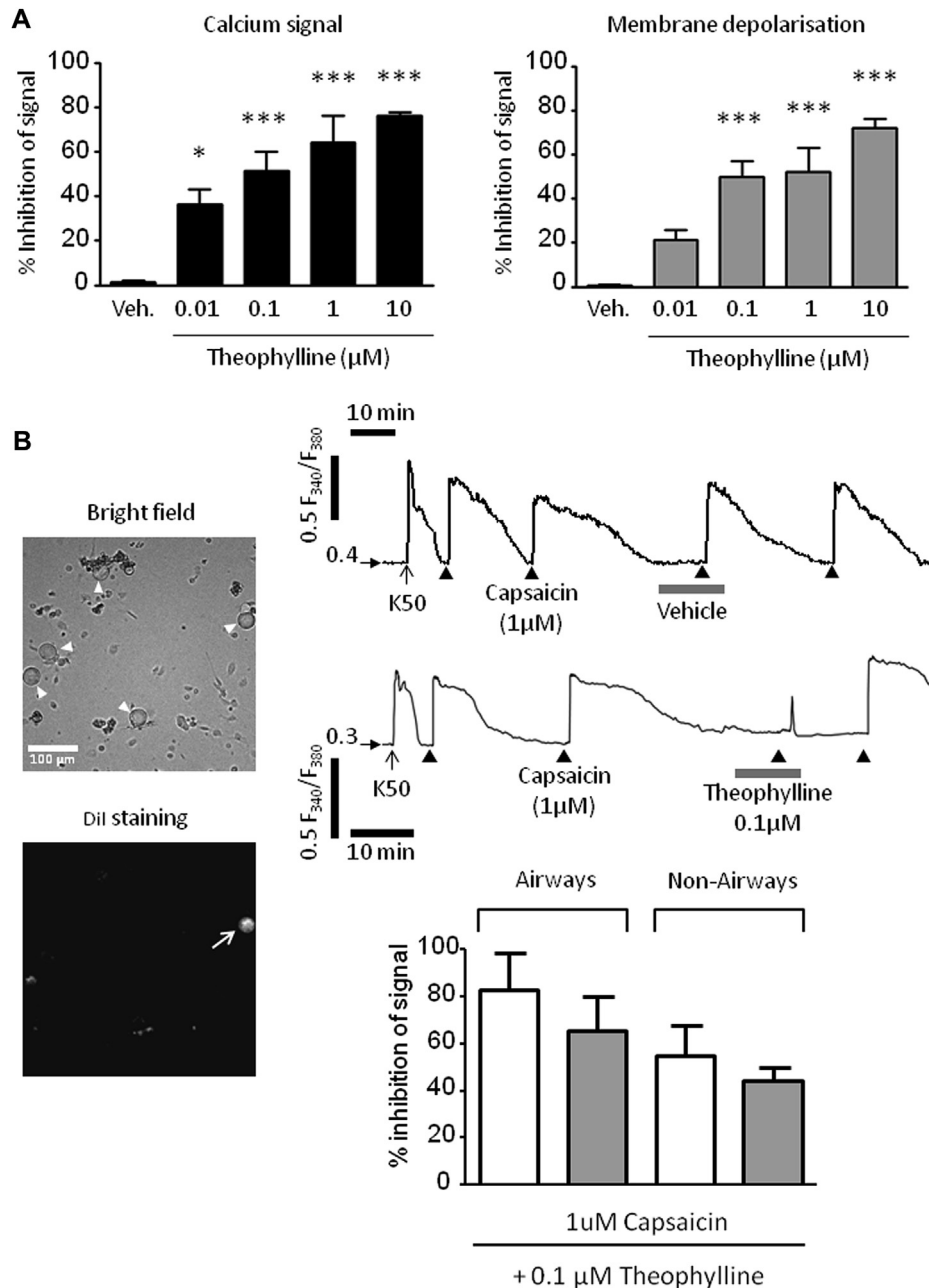 A
Calcium signal
% Inhibition of signal
100
80
60
40
20
0
*
***
***
***
Veh. 0.01 0.1 1 10
Theophylline (µM)
Membrane depolarisation
% Inhibition of signal
100
80
60
40
20
0
***
***
***
Veh. 0.01 0.1 1 10
Theophylline (µM)
B
Bright field
100 µm
DiI staining
10 min
0.5 F340/F380
0.4
K50
Capsaicin
(1µM)
Vehicle
0.3
K50
Capsaicin
(1µM)
Theophylline
0.1µM
0.5 F340/F380
10 min
Airways Non-Airways
% inhibition of signal
100
80
60
40
20
0
1uM Capsaicin
+ 0.1 µM Theophylline